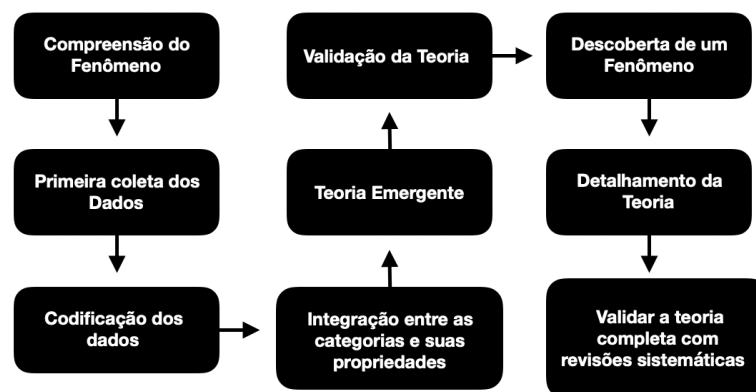 Compreensão do
Fenômeno
Primeira coleta dos
Dados
Codificação dos
dados
Integração entre as
categorias e suas
propriedades
Teoria Emergente
Validação da Teoria
Descoberta de um
Fenômeno
Detalhamento da
Teoria
Validar a teoria
completa com
revisões sistemáticas